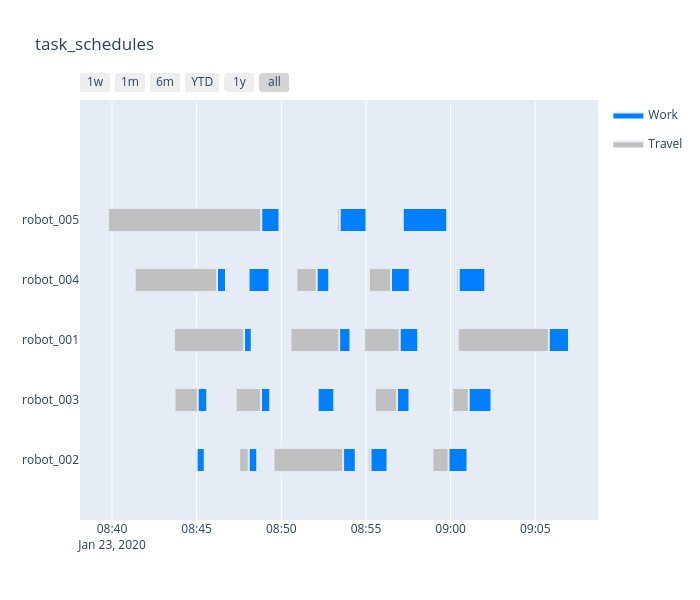 task_schedules
1w 1m 6m YTD 1y all
Work
Travel
robot_005
robot_004
robot_001
robot_003
robot_002
08:40 08:45 08:50 08:55 09:00 09:05
Jan 23, 2020